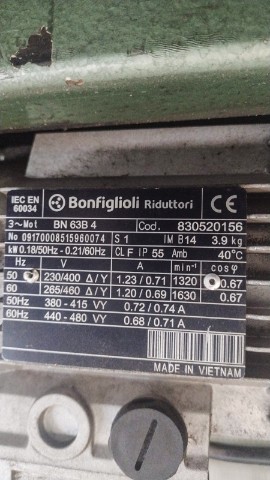 IEC EN
60034
Bonfiglioli Riduttori
3~Mot BN 63B 4 Cod. 830520156
No 09170008515960074 S1 IM B14 3.9 kg
kW 0.18/50Hz - 0.21/60Hz CL F IP 55 Amb 40°C
Hz V A min⁻¹ cosφ
230/400 Δ/Y 1.23/0.71 1320 0.67
60 265/460 Δ/Y 1.20/0.69 1630 0.67
50Hz 380 - 415 VY 0.72/0.74 A
60Hz 440 - 480 VY 0.68/0.71 A
MADE IN VIETNAM